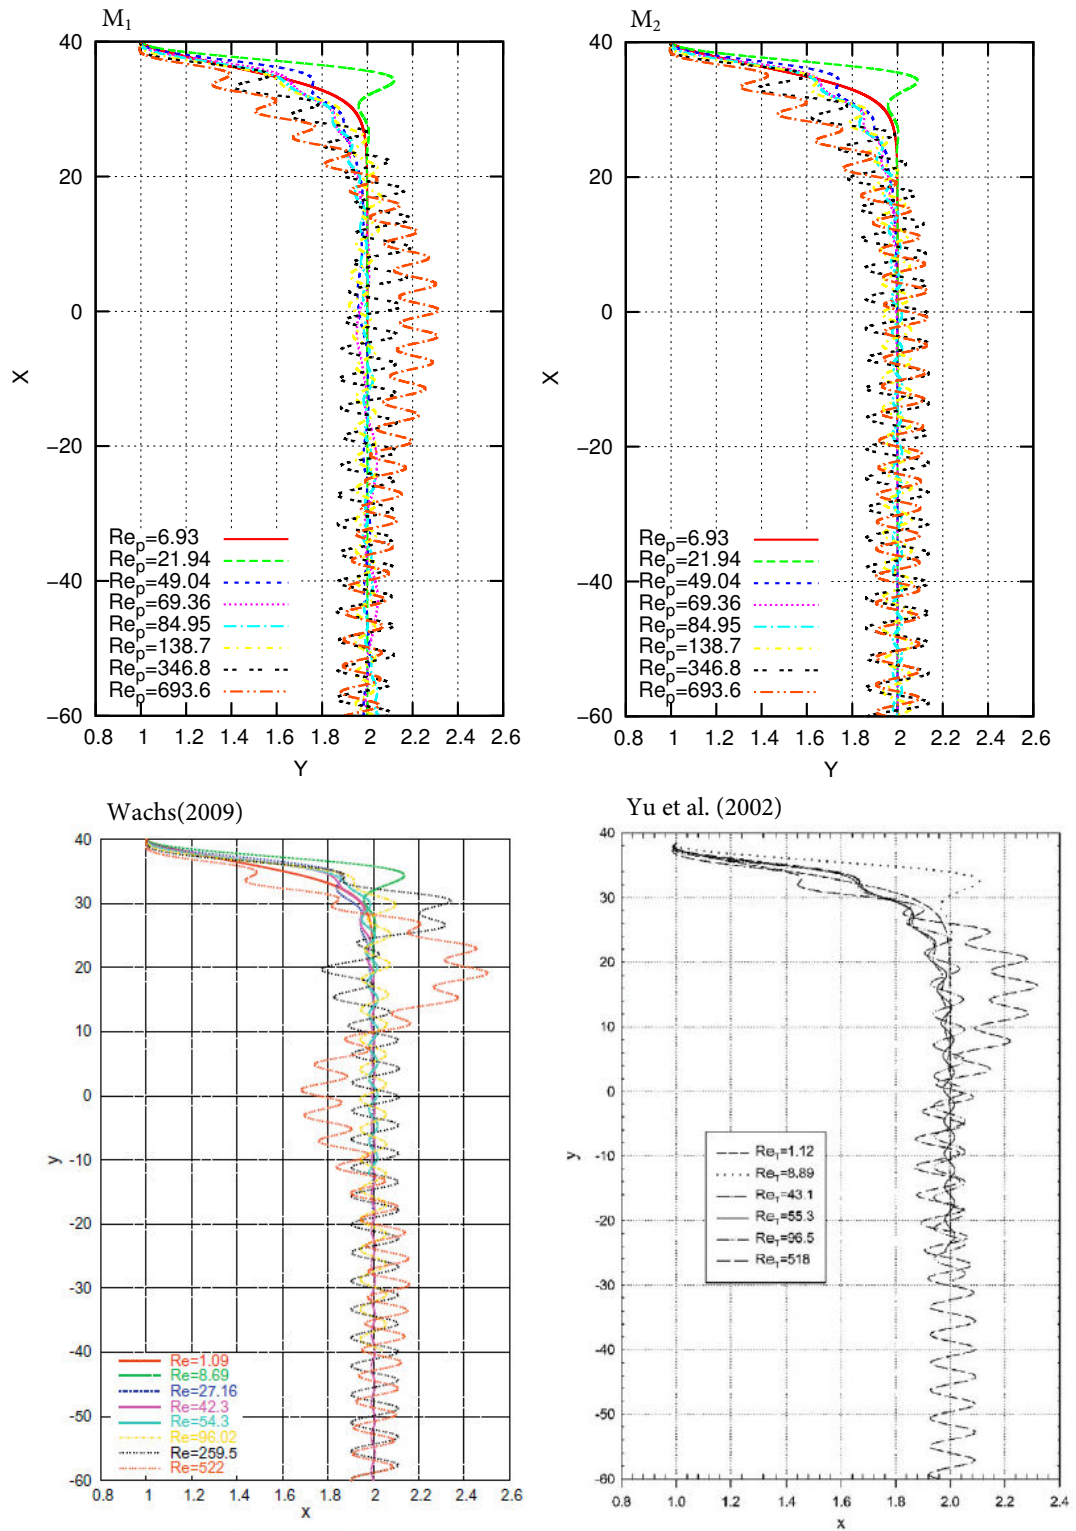 M1
40
20
0
−20
−40
−60
X
0.8 1 1.2 1.4 1.6 1.8 2 2.2 2.4 2.6
Y
Rep=6.93
Rep=21.94
Rep=49.04
Rep=69.36
Rep=84.95
Rep=138.7
Rep=346.8
Rep=693.6
M2
40
20
0
−20
−40
−60
X
0.8 1 1.2 1.4 1.6 1.8 2 2.2 2.4 2.6
Y
Rep=6.93
Rep=21.94
Rep=49.04
Rep=69.36
Rep=84.95
Rep=138.7
Rep=346.8
Rep=693.6
Wachs(2009)
40
30
20
10
0
-10
-20
-30
-40
-50
-60
y
0.8 1 1.2 1.4 1.6 1.8 2 2.2 2.4 2.6
x
Re=1.09
Re=8.69
Re=27.16
Re=42.3
Re=54.3
Re=96.02
Re=259.5
Re=522
Yu et al. (2002)
40
30
20
10
0
-10
-20
-30
-40
-50
-60
y
0.8 1.0 1.2 1.4 1.6 1.8 2.0 2.2 2.4
x
ReT=1.12
ReT=8.89
ReT=43.1
ReT=55.3
ReT=96.5
ReT=518